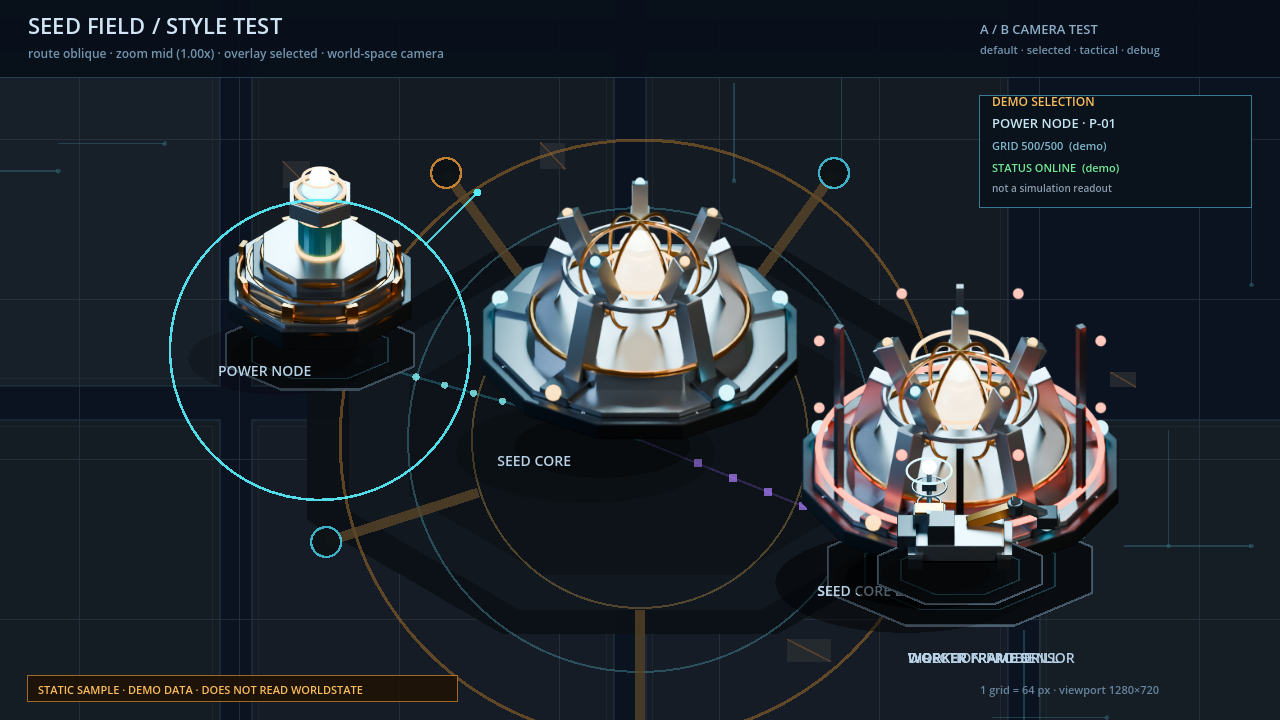 SEED FIELD / STYLE TEST
route oblique · zoom mid (1.00x) · overlay selected · world-space camera
A / B CAMERA TEST
default · selected · tactical · debug
DEMO SELECTION
POWER NODE · P-01
GRID 500/500 (demo)
STATUS ONLINE (demo)
not a simulation readout
POWER NODE
SEED CORE
SEED CORE
STATIC SAMPLE · DEMO DATA · DOES NOT READ WORLDSTATE
1 grid = 64 px · viewport 1280×720